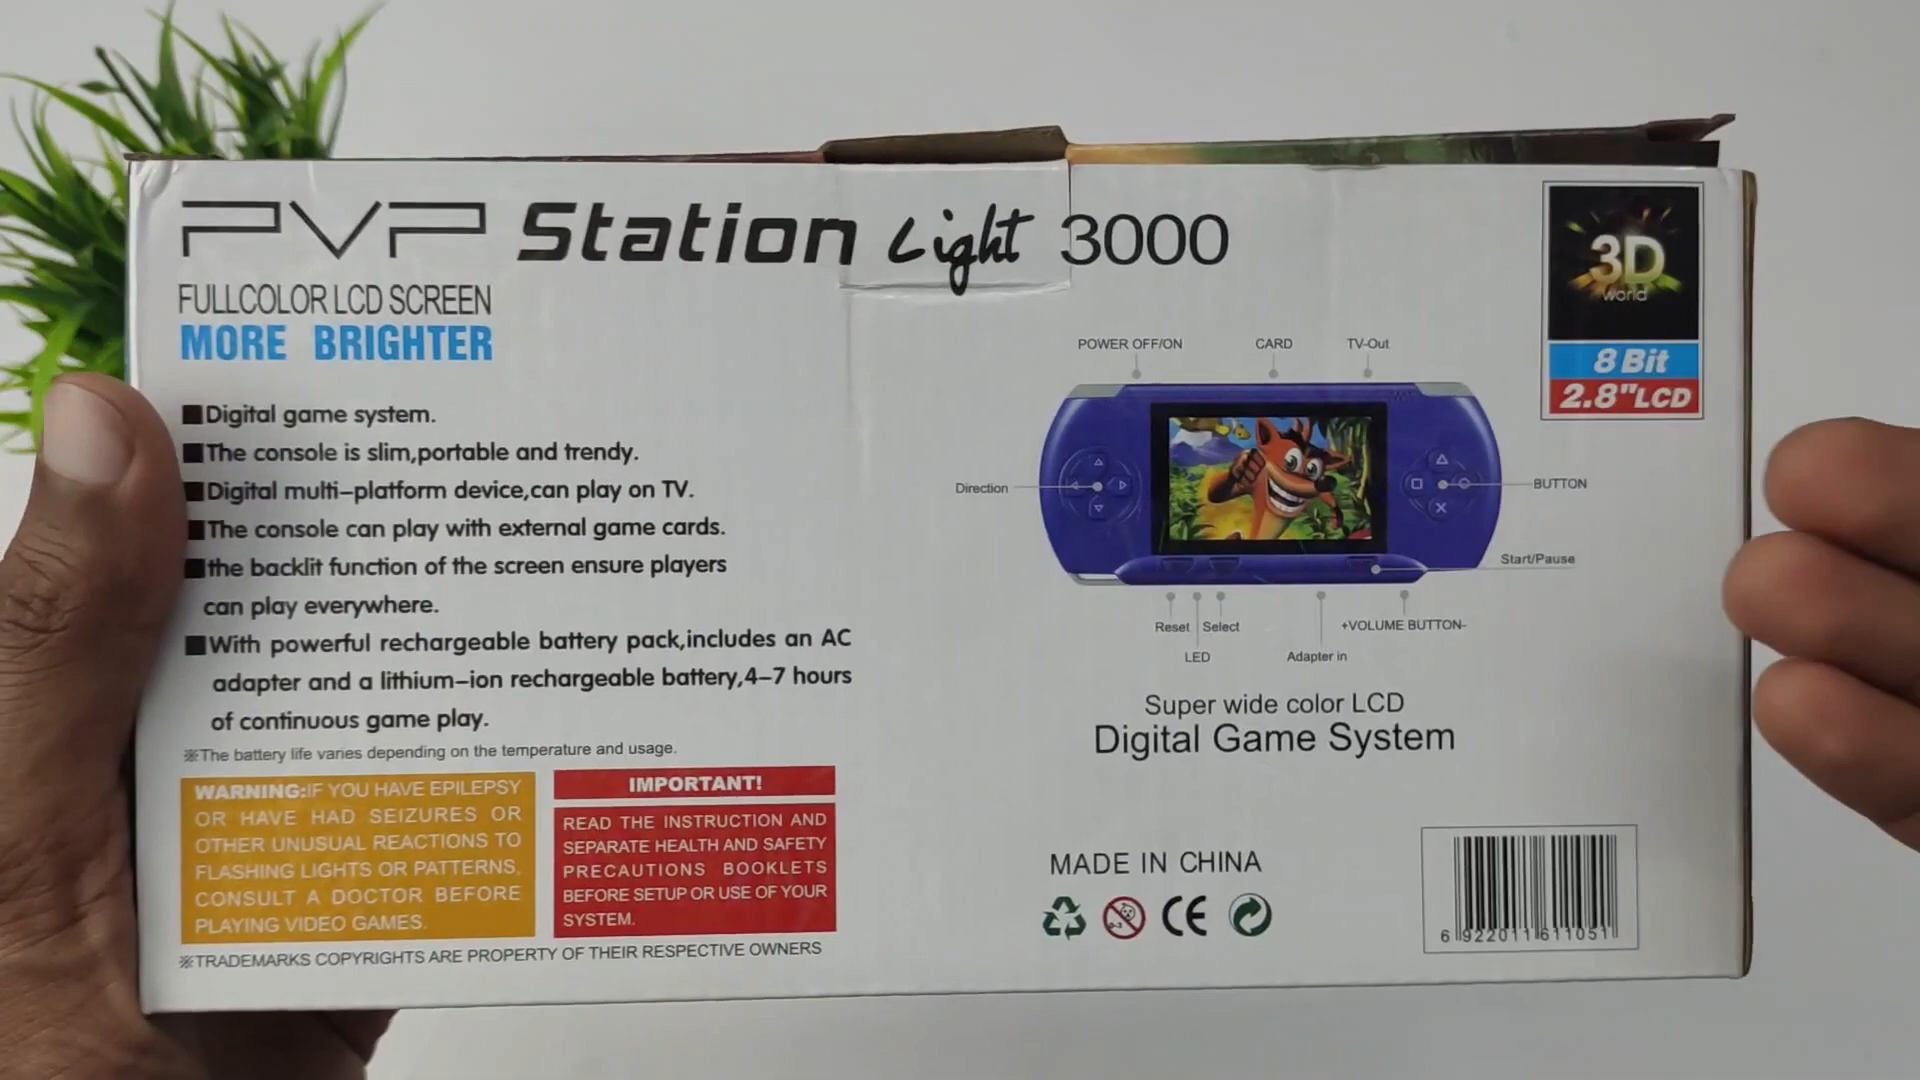 PVP Station Light 3000
FULLCOLOR LCD SCREEN
MORE BRIGHTER
■Digital game system.
■The console is slim,portable and trendy.
■Digital multi-platform device,can play on TV.
■The console can play with external game cards.
■the backlit function of the screen ensure players
can play everywhere.
■With powerful rechargeable battery pack,includes an AC
adapter and a lithium-ion rechargeable battery,4-7 hours
of continuous game play.
※The battery life varies depending on the temperature and usage.
WARNING:IF YOU HAVE EPILEPSY
OR HAVE HAD SEIZURES OR
OTHER UNUSUAL REACTIONS TO
FLASHING LIGHTS OR PATTERNS,
CONSULT A DOCTOR BEFORE
PLAYING VIDEO GAMES.
IMPORTANT!
READ THE INSTRUCTION AND
SEPARATE HEALTH AND SAFETY
PRECAUTIONS BOOKLETS
BEFORE SETUP OR USE OF YOUR
SYSTEM.
※TRADEMARKS COPYRIGHTS ARE PROPERTY OF THEIR RESPECTIVE OWNERS
3D
world
8 Bit
2.8"LCD
POWER OFF/ON
CARD
TV-Out
Direction
BUTTON
Start/Pause
Reset
Select
+VOLUME BUTTON-
LED
Adapter in
Super wide color LCD
Digital Game System
MADE IN CHINA
0-3
CE
6 922011 611051